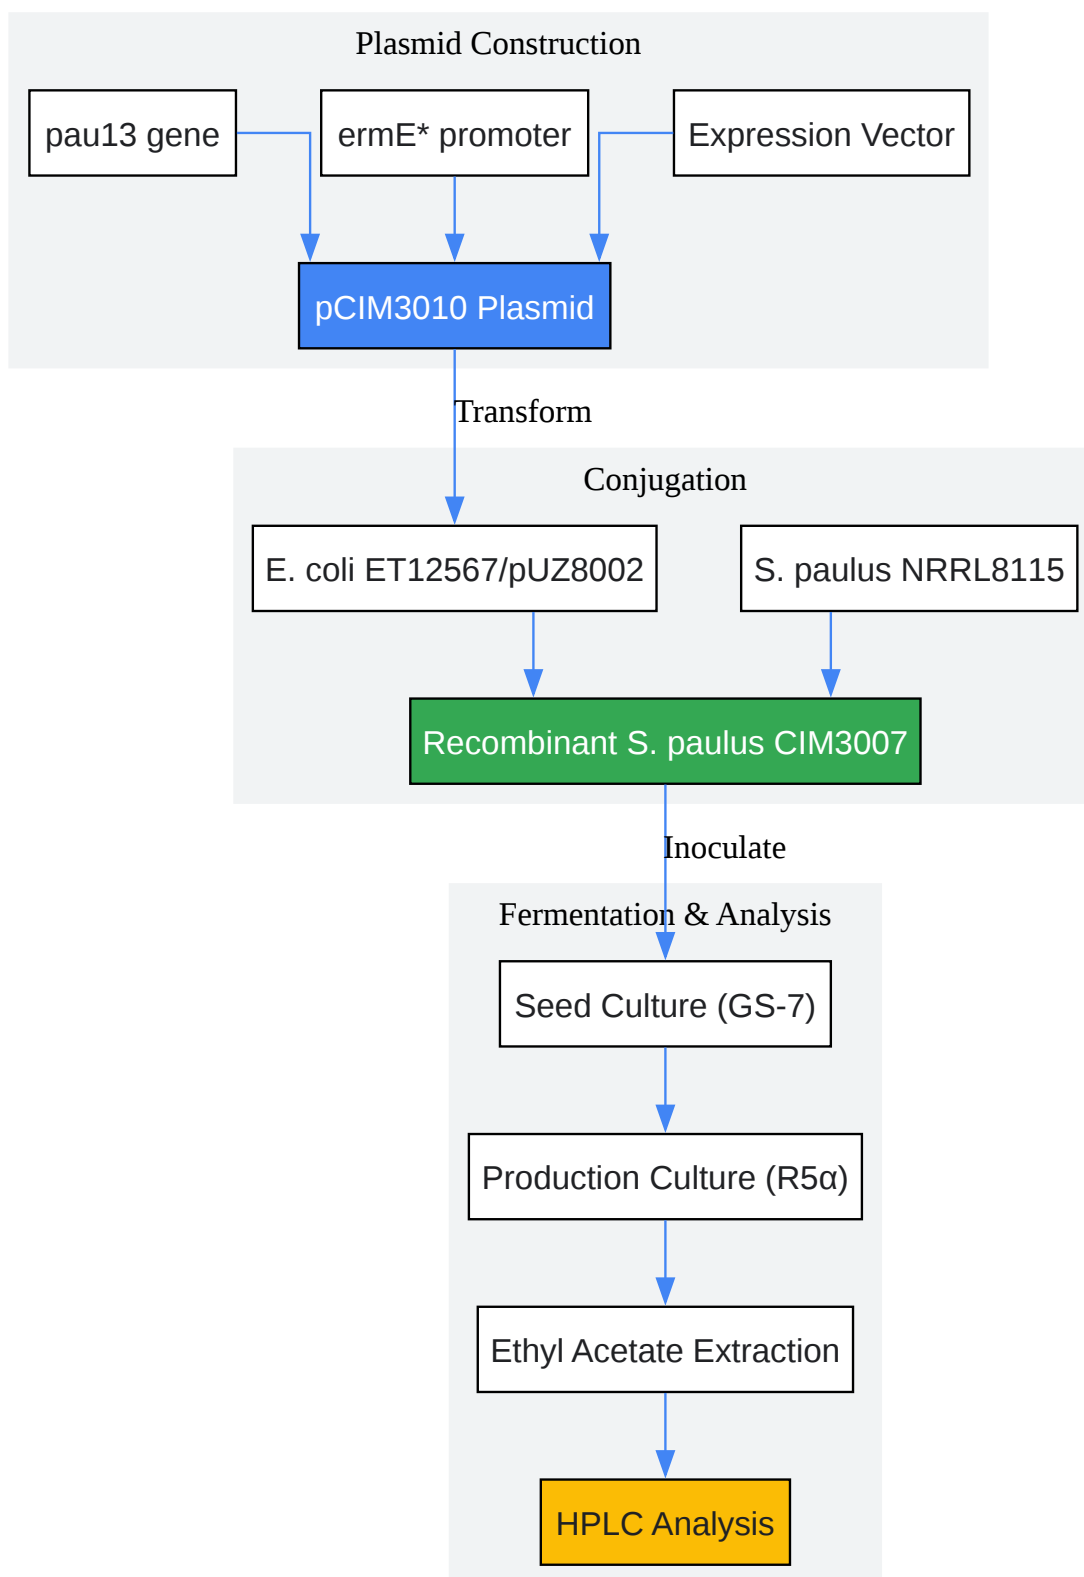 Plasmid Construction
pau13 gene
ermE* promoter
Expression Vector
pCIM3010 Plasmid
Transform
Conjugation
E. coli ET12567/pUZ8002
S. paulus NRRL8115
Recombinant S. paulus CIM3007
Inoculate
Fermentation & Analysis
Seed Culture (GS-7)
Production Culture (R5α)
Ethyl Acetate Extraction
HPLC Analysis